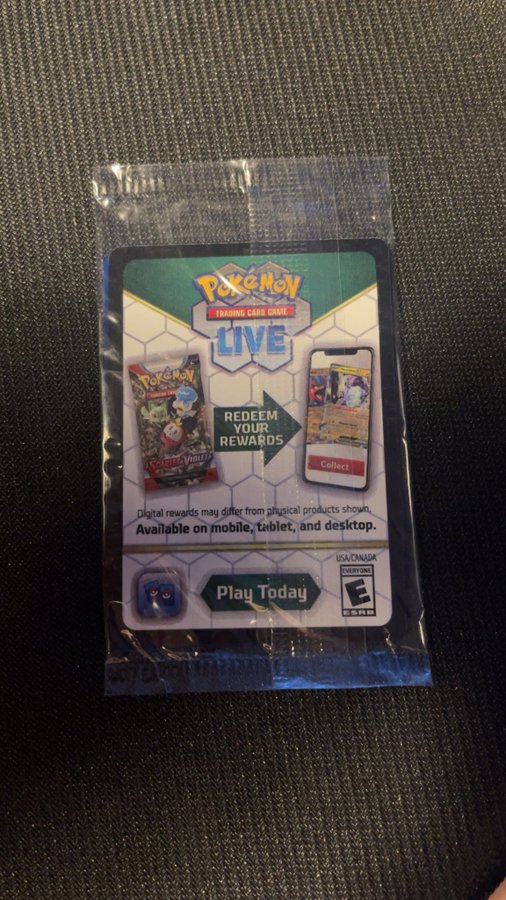 POKéMON
TRADING CARD GAME
LIVE
POKéMON
SCARLET & VIOLET
REDEEM
YOUR
REWARDS
Collect
Digital rewards may differ from physical products shown.
Available on mobile, tablet, and desktop.
USA/CANADA
EVERYONE
E
ESRB
Play Today